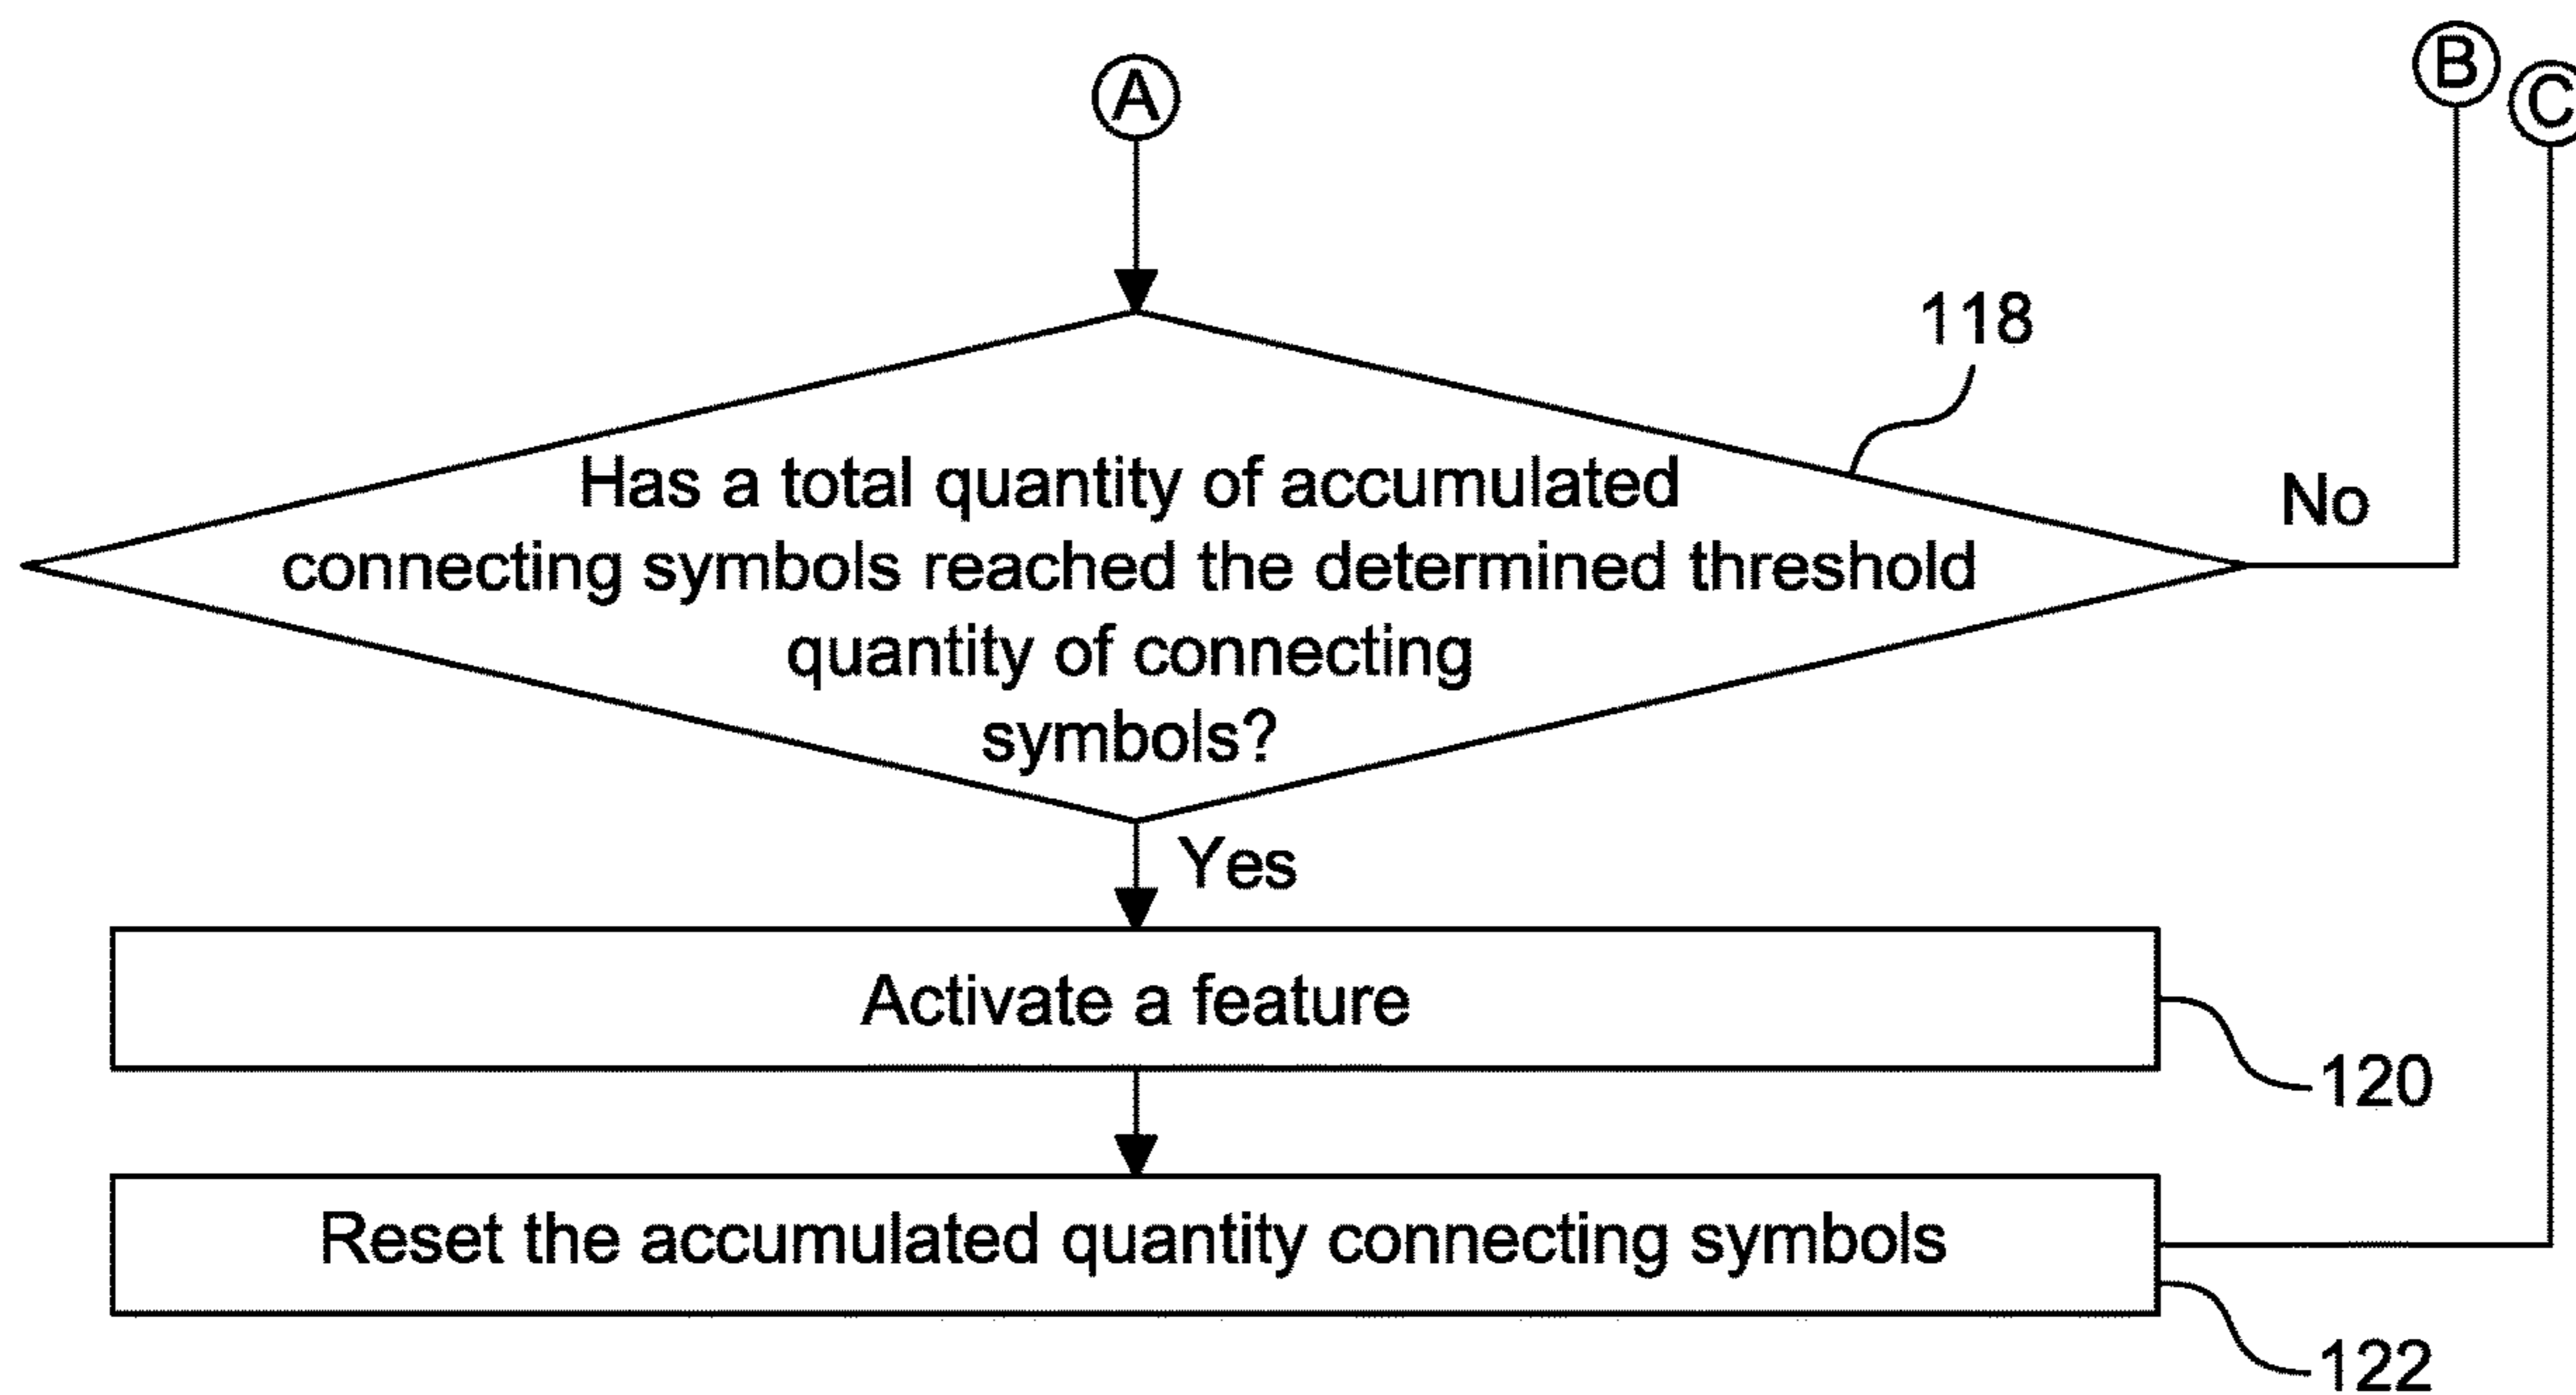 A
B
C
118
Has a total quantity of accumulated
connecting symbols reached the determined threshold
quantity of connecting
symbols?
No
Yes
Activate a feature
120
Reset the accumulated quantity connecting symbols
122